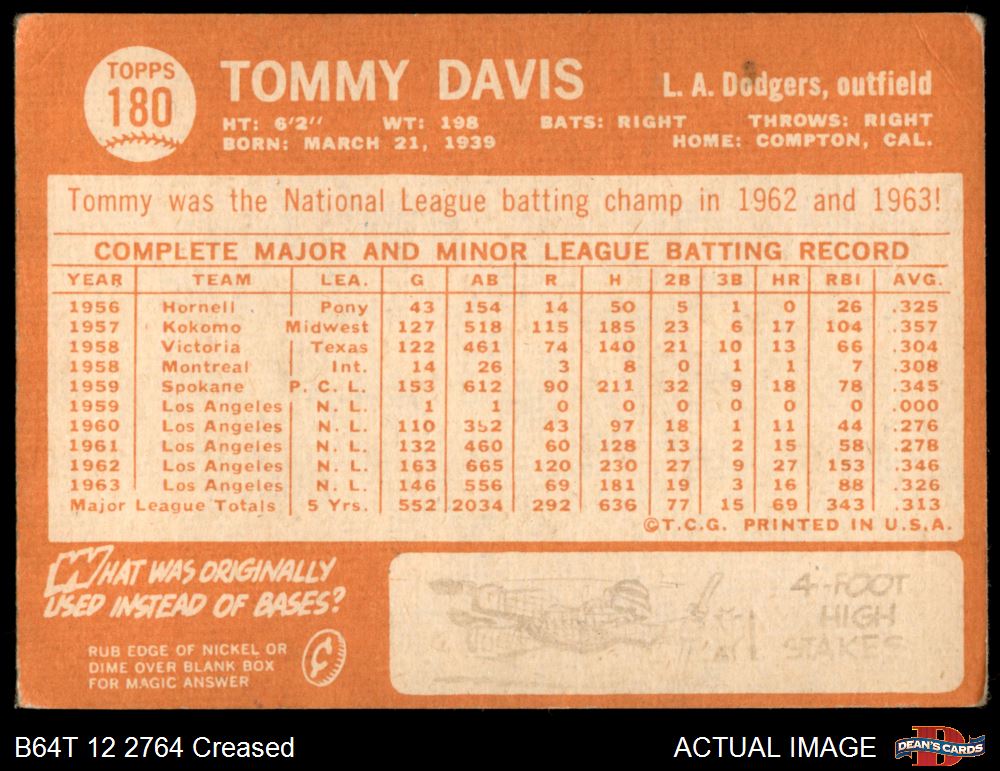 TOPPS
180
TOMMY DAVIS
L. A. Dodgers, outfield
HT: 6'2" WT: 198 BATS: RIGHT THROWS: RIGHT
BORN: MARCH 21, 1939 HOME: COMPTON, CAL.
Tommy was the National League batting champ in 1962 and 1963!
COMPLETE MAJOR AND MINOR LEAGUE BATTING RECORD
YEAR TEAM LEA. G AB R H 2B 3B HR RBI AVG.
1956 Hornell Pony 43 154 14 50 5 1 0 26 .325
1957 Kokomo Midwest 127 518 115 185 23 6 17 104 .357
1958 Victoria Texas 122 461 74 140 21 10 13 66 .304
1958 Montreal Int. 14 26 3 8 0 1 1 7 .308
1959 Spokane P. C. L. 153 612 90 211 32 9 18 78 .345
1959 Los Angeles N. L. 1 1 0 0 0 0 0 0 .000
1960 Los Angeles N. L. 110 352 43 97 18 1 11 44 .276
1961 Los Angeles N. L. 132 460 60 128 13 2 15 58 .278
1962 Los Angeles N. L. 163 665 120 230 27 9 27 153 .346
1963 Los Angeles N. L. 146 556 69 181 19 3 16 88 .326
Major League Totals 5 Yrs. 552 2034 292 636 77 15 69 343 .313
©T.C.G. PRINTED IN U.S.A.
WHAT WAS ORIGINALLY
USED INSTEAD OF BASES?
RUB EDGE OF NICKEL OR
DIME OVER BLANK BOX
FOR MAGIC ANSWER
¢
4-FOOT
HIGH
STAKES
B64T 12 2764 Creased
ACTUAL IMAGE
D
DEAN'S CARDS